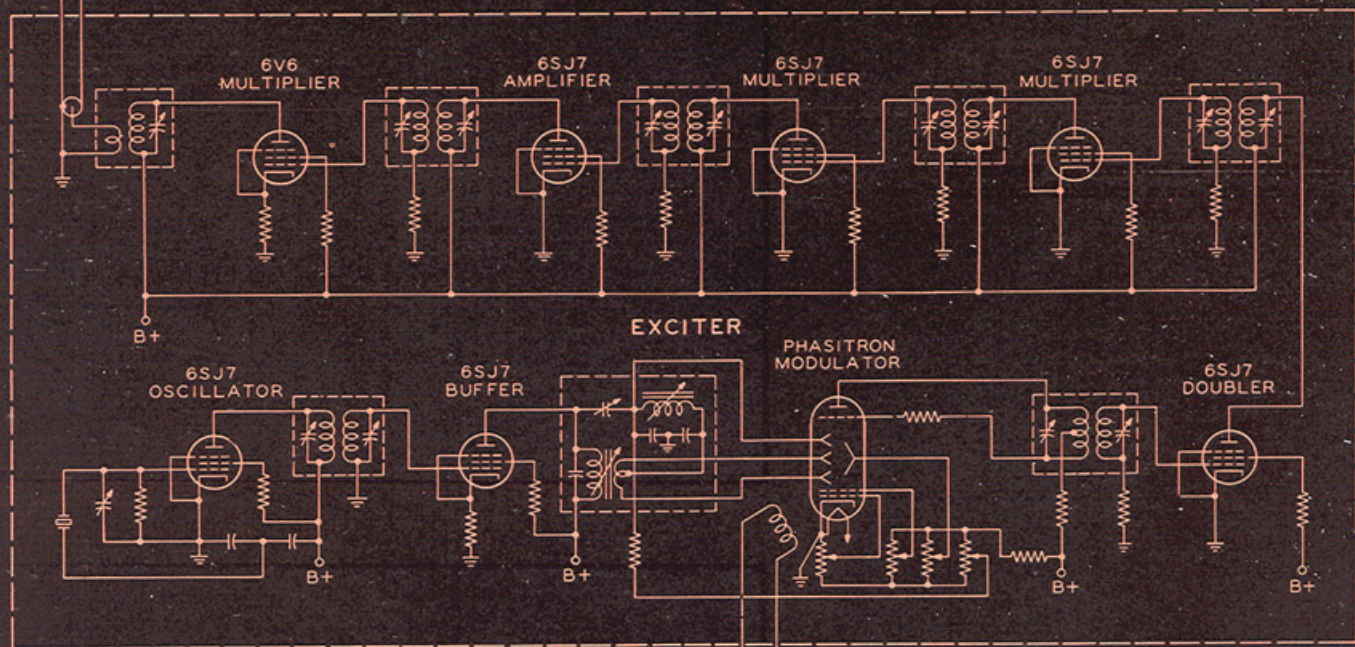 6V6
MULTIPLIER
6SJ7
AMPLIFIER
6SJ7
MULTIPLIER
6SJ7
MULTIPLIER
B+
EXCITER
6SJ7
OSCILLATOR
6SJ7
BUFFER
PHASITRON
MODULATOR
6SJ7
DOUBLER
B+
B+
B+
B+